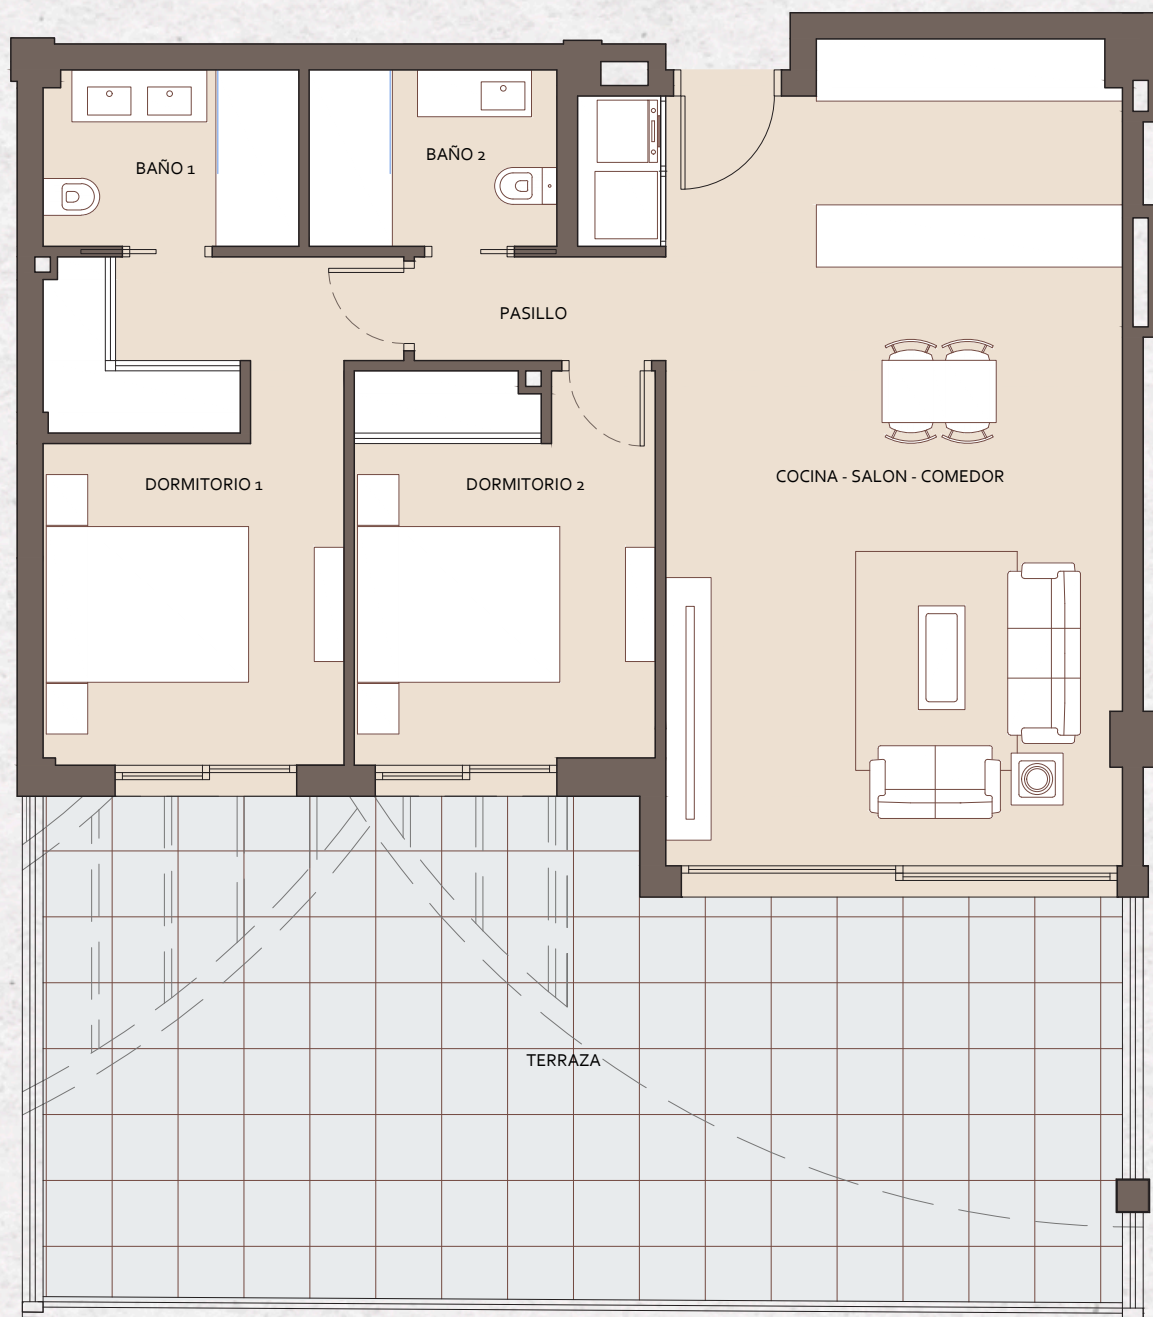 BAÑO 1
BAÑO 2
PASILLO
DORMITORIO 1
DORMITORIO 2
COCINA - SALON - COMEDOR
TERRAZA